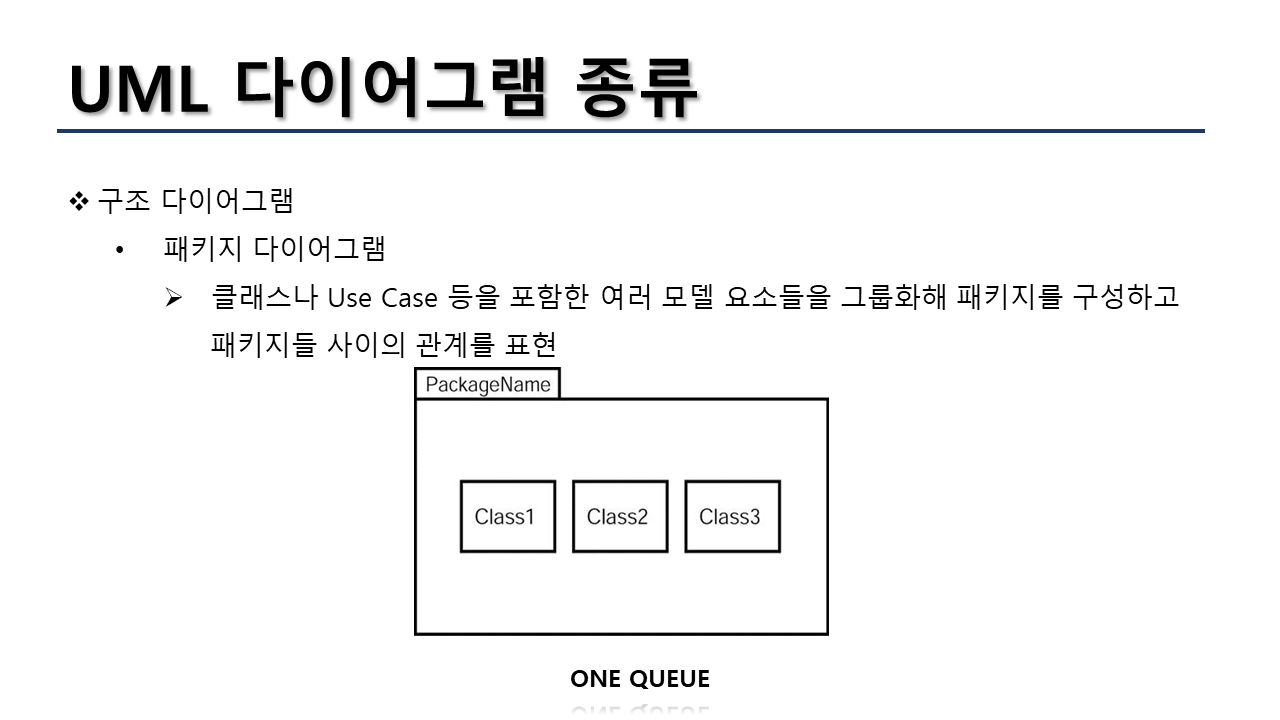 UML 다이어그램 종류
❖ 구조 다이어그램
• 패키지 다이어그램
➢ 클래스나 Use Case 등을 포함한 여러 모델 요소들을 그룹화해 패키지를 구성하고
패키지들 사이의 관계를 표현
PackageName
Class1 Class2 Class3
ONE QUEUE